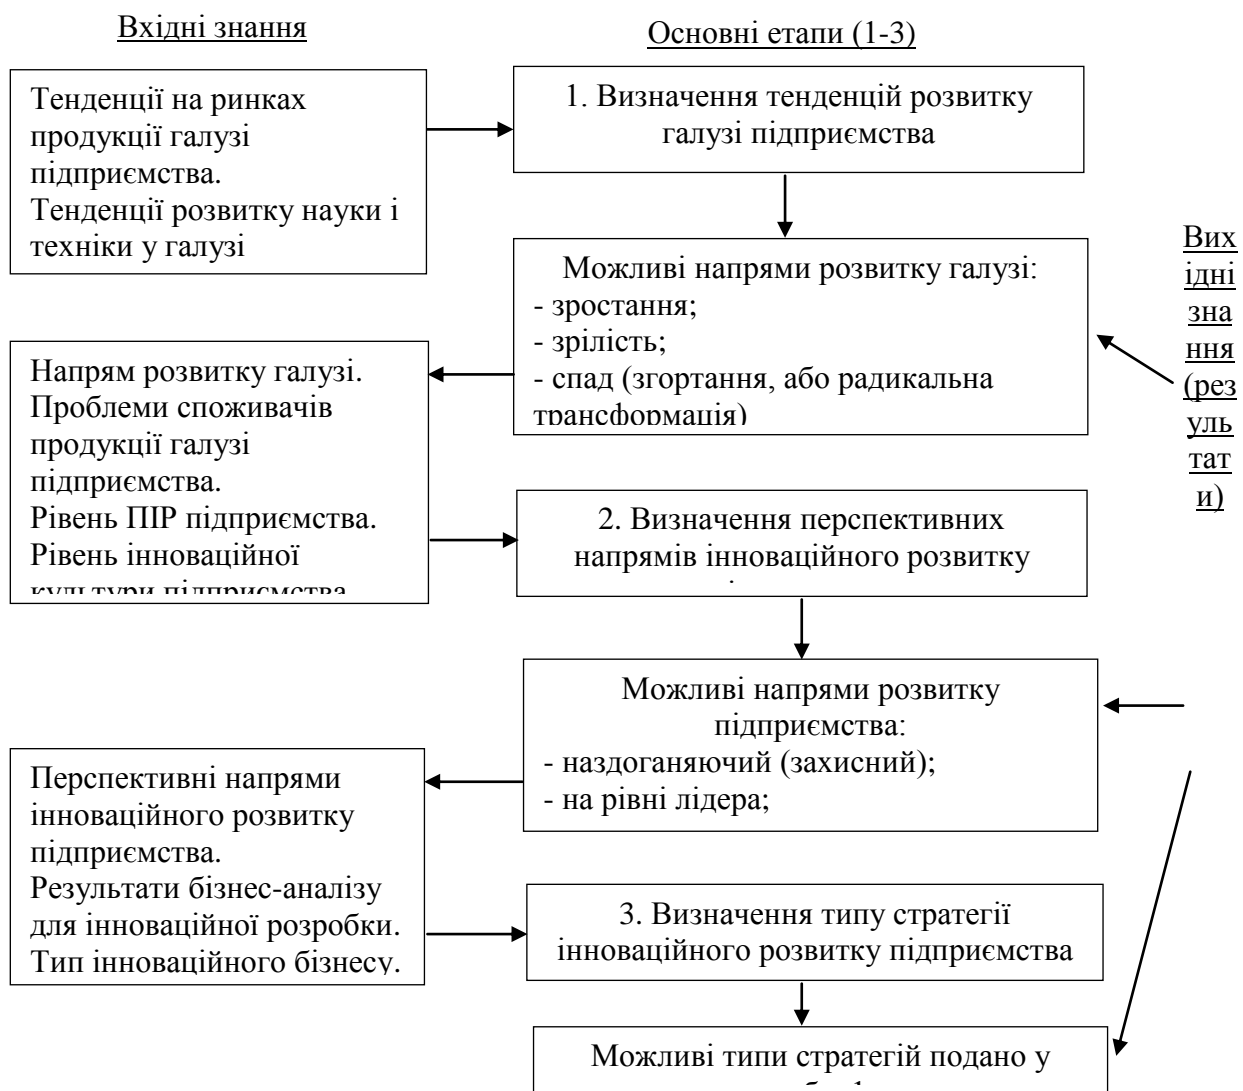 Вхідні знання
Основні етапи (1-3)
Тенденції на ринках
продукції галузі
підприємства.
Тенденції розвитку науки і
техніки у галузі
1. Визначення тенденцій розвитку
галузі підприємства
Можливі напрями розвитку галузі:
- зростання;
- зрілість;
- спад (згортання, або радикальна
трансформація)
Вих
ідні
зна
ння
(рез
уль
тат
и)
Напрям розвитку галузі.
Проблеми споживачів
продукції галузі
підприємства.
Рівень ПІР підприємства.
Рівень інноваційної
культури підприємства
2. Визначення перспективних
напрямів інноваційного розвитку
Можливі напрями розвитку
підприємства:
- наздоганяючий (захисний);
- на рівні лідера;
Перспективні напрями
інноваційного розвитку
підприємства.
Результати бізнес-аналізу
для інноваційної розробки.
Тип інноваційного бізнесу.
3. Визначення типу стратегії
інноваційного розвитку підприємства
Можливі типи стратегій подано у